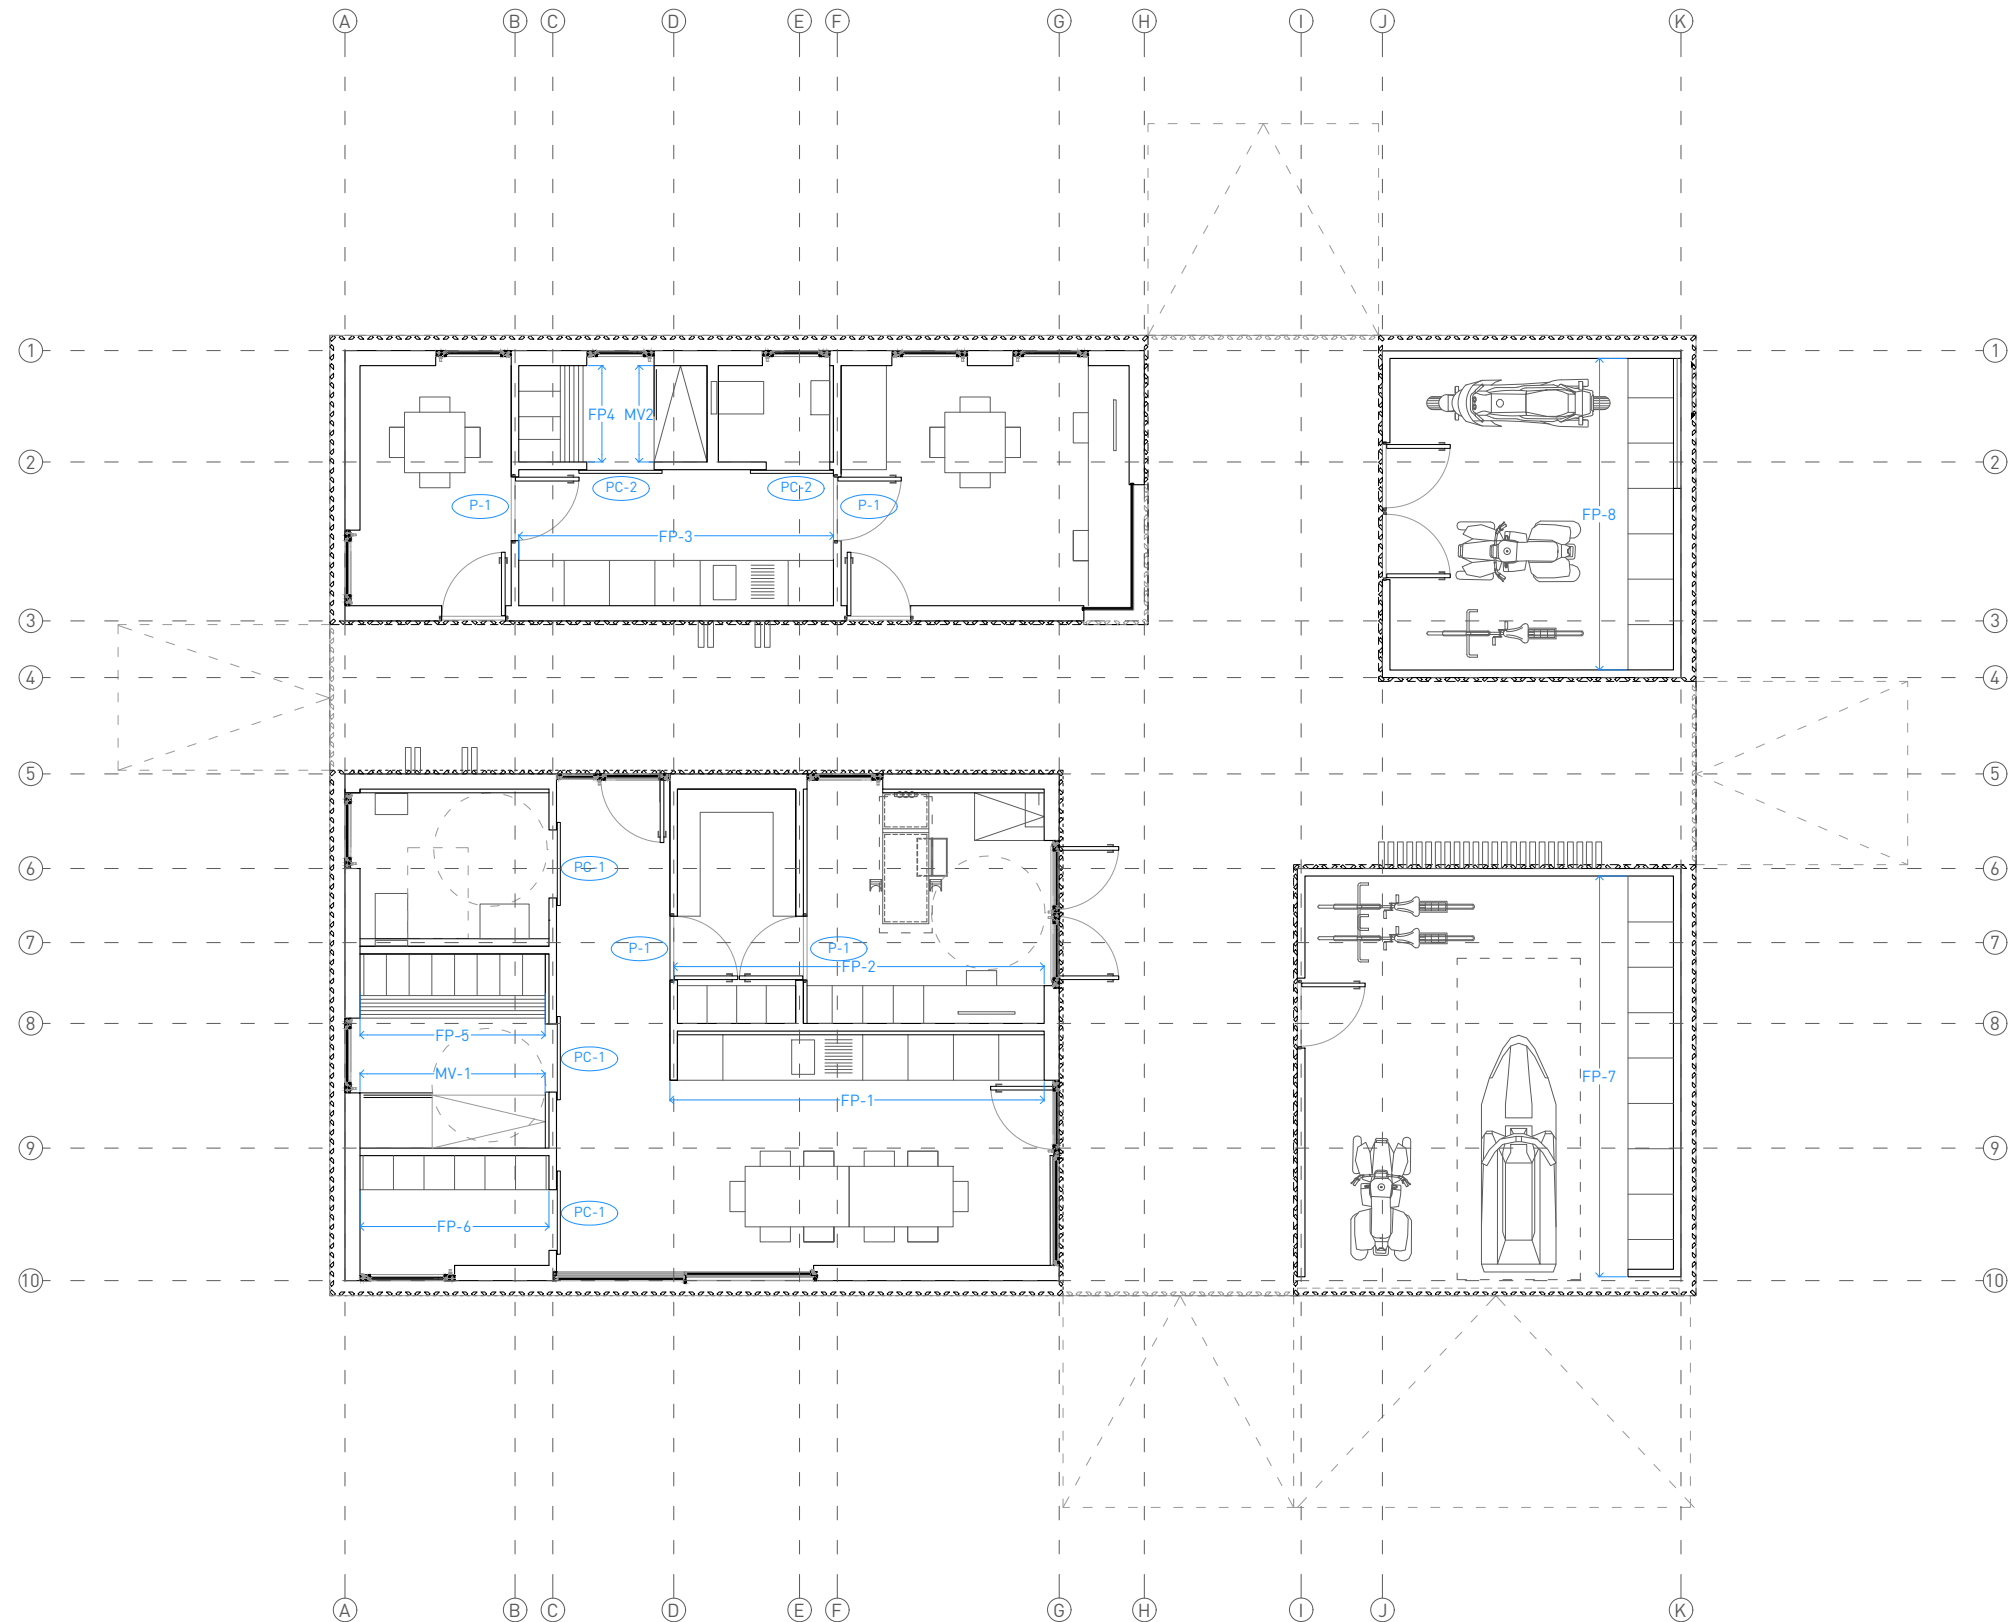 A B C D E F G H I J K
1 1
FP4 MV2
2 2
PC-2 PC-2
P-1 P-1
FP-8
FP-3
3 3
4 4
5 5
PC-1
6 6
7 7
P-1 P-1
FP-2
8 8
FP-5
PC-1
MV-1 FP-7
FP-1
9 9
PC-1
FP-6
10 10
A B C D E F G H I J K